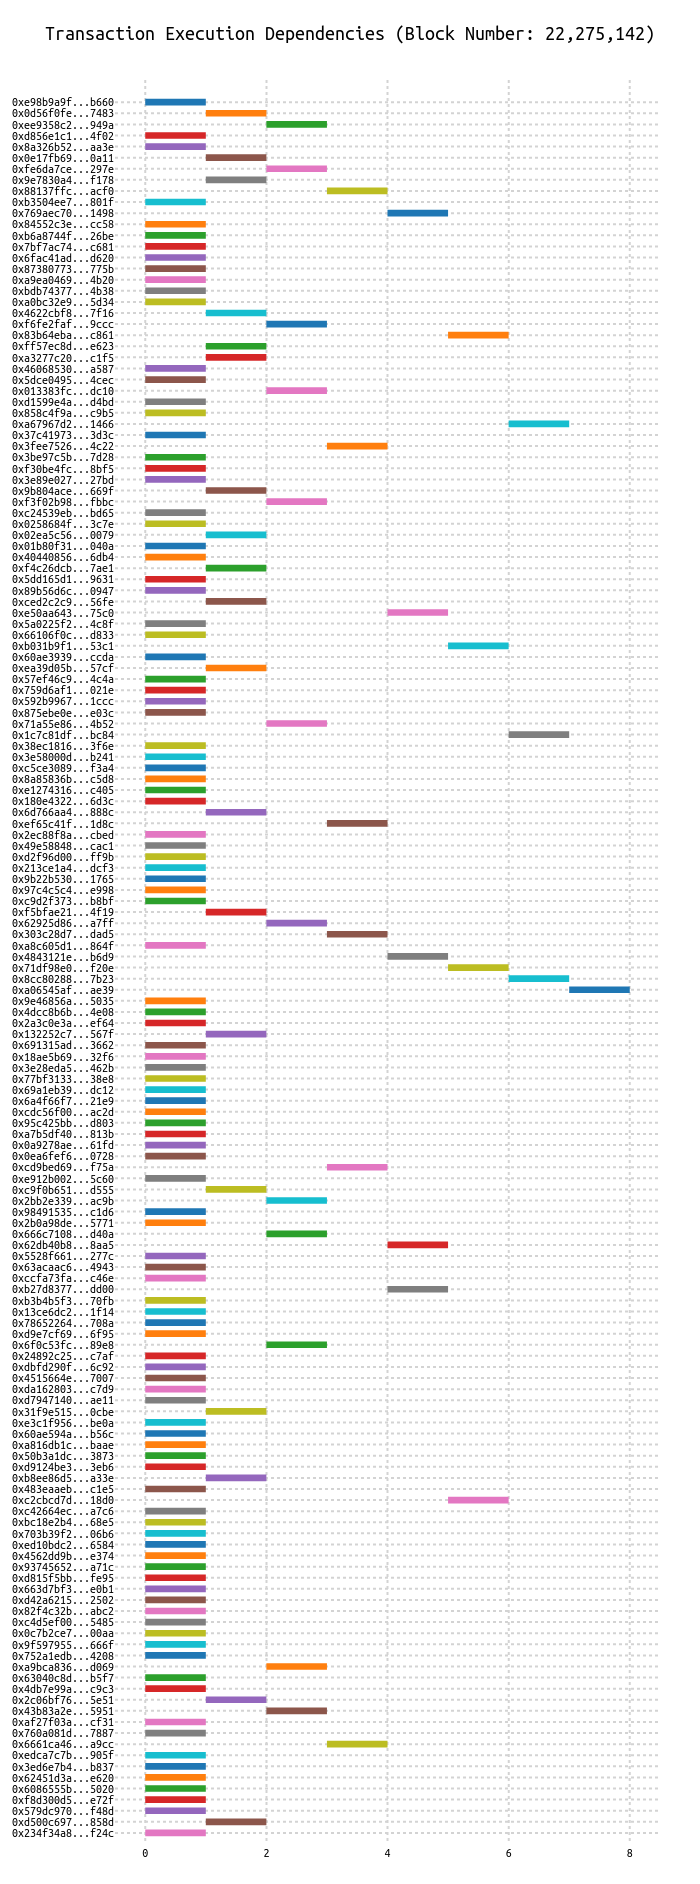 Transaction Execution Dependencies (Block Number: 22,275,142)
0xe98b9a9f...b660
0x0d56f0fe...7483
0xee9358c2...949a
0xd856e1c1...4f02
0x8a326b52...aa3e
0x0e17fb69...0a11
0xfe6da7ce...297e
0x9e7830a4...f178
0x88137ffc...acf0
0xb3504ee7...801f
0x769aec70...1498
0x84552c3e...cc58
0xb6a8744f...26be
0x7bf7ac74...c681
0x6fac41ad...d620
0x87380773...775b
0xa9ea0469...4b20
0xbdb74377...4b38
0xa0bc32e9...5d34
0x4622cbf8...7f16
0xf6fe2faf...9ccc
0x83b64eba...c861
0xff57ec8d...e623
0xa3277c20...c1f5
0x46068530...a587
0x5dce0495...4cec
0x013383fc...dc10
0xd1599e4a...d4bd
0x858c4f9a...c9b5
0xa67967d2...1466
0x37c41973...3d3c
0x3fee7526...4c22
0x3be97c5b...7d28
0xf30be4fc...8bf5
0x3e89e027...27bd
0x9b804ace...669f
0xf3f02b98...fbbc
0xc24539eb...bd65
0x0258684f...3c7e
0x02ea5c56...0079
0x01b80f31...040a
0x40440856...6db4
0xf4c26dcb...7ae1
0x5dd165d1...9631
0x89b56d6c...0947
0xced2c2c9...56fe
0xe50aa643...75c0
0x5a0225f2...4c8f
0x66106f0c...d833
0xb031b9f1...53c1
0x60ae3939...ccda
0xea39d05b...57cf
0x57ef46c9...4c4a
0x759d6af1...021e
0x592b9967...1ccc
0x875ebe0e...e03c
0x71a55e86...4b52
0x1c7c81df...bc84
0x38ec1816...3f6e
0x3e58000d...b241
0xc5ce3089...f3a4
0x8a85836b...c5d8
0xe1274316...c405
0x180e4322...6d3c
0x6d766aa4...888c
0xef65c41f...1d8c
0x2ec88f8a...cbed
0x49e58848...cac1
0xd2f96d00...ff9b
0x213ce1a4...dcf3
0x9b22b530...1765
0x97c4c5c4...e998
0xc9d2f373...b8bf
0xf5bfae21...4f19
0x62925d86...a7ff
0x303c28d7...dad5
0xa8c605d1...864f
0x4843121e...b6d9
0x71df98e0...f20e
0x8cc80288...7b23
0xa06545af...ae39
0x9e46856a...5035
0x4dcc8b6b...4e08
0x2a3c0e3a...ef64
0x132252c7...567f
0x691315ad...3662
0x18ae5b69...32f6
0x3e28eda5...462b
0x77bf3133...38e8
0x69a1eb39...dc12
0x6a4f66f7...21e9
0xcdc56f00...ac2d
0x95c425bb...d803
0xa7b5df40...813b
0x0a9278ae...61fd
0x0ea6fef6...0728
0xcd9bed69...f75a
0xe912b002...5c60
0xc9f0b651...d555
0x2bb2e339...ac9b
0x98491535...c1d6
0x2b0a98de...5771
0x666c7108...d40a
0x62db40b8...8aa5
0x5528f661...277c
0x63acaac6...4943
0xccfa73fa...c46e
0xb27d8377...dd00
0xb3b4b5f3...70fb
0x13ce6dc2...1f14
0x78652264...708a
0xd9e7cf69...6f95
0x6f0c53fc...89e8
0x24892c25...c7af
0xdbfd290f...6c92
0x4515664e...7007
0xda162803...c7d9
0xd7947140...ae11
0x31f9e515...0cbe
0xe3c1f956...be0a
0x60ae594a...b56c
0xa816db1c...baae
0x50b3a1dc...3873
0xd9124be3...3eb6
0xb8ee86d5...a33e
0x483eaaeb...c1e5
0xc2cbcd7d...18d0
0xc42664ec...a7c6
0xbc18e2b4...68e5
0x703b39f2...06b6
0xed10bdc2...6584
0x4562dd9b...e374
0x93745652...a71c
0xd815f5bb...fe95
0x663d7bf3...e0b1
0xd42a6215...2502
0x82f4c32b...abc2
0xc4d5ef00...5485
0x0c7b2ce7...00aa
0x9f597955...666f
0x752a1edb...4208
0xa9bca836...d069
0x63040c8d...b5f7
0x4db7e99a...c9c3
0x2c06bf76...5e51
0x43b83a2e...5951
0xaf27f03a...cf31
0x760a081d...7887
0x6661ca46...a9cc
0xedca7c7b...905f
0x3ed6e7b4...b837
0x62451d3a...e620
0x6086555b...5020
0xf8d300d5...e72f
0x579dc970...f48d
0xd500c697...858d
0x234f34a8...f24c
0 2 4 6 8